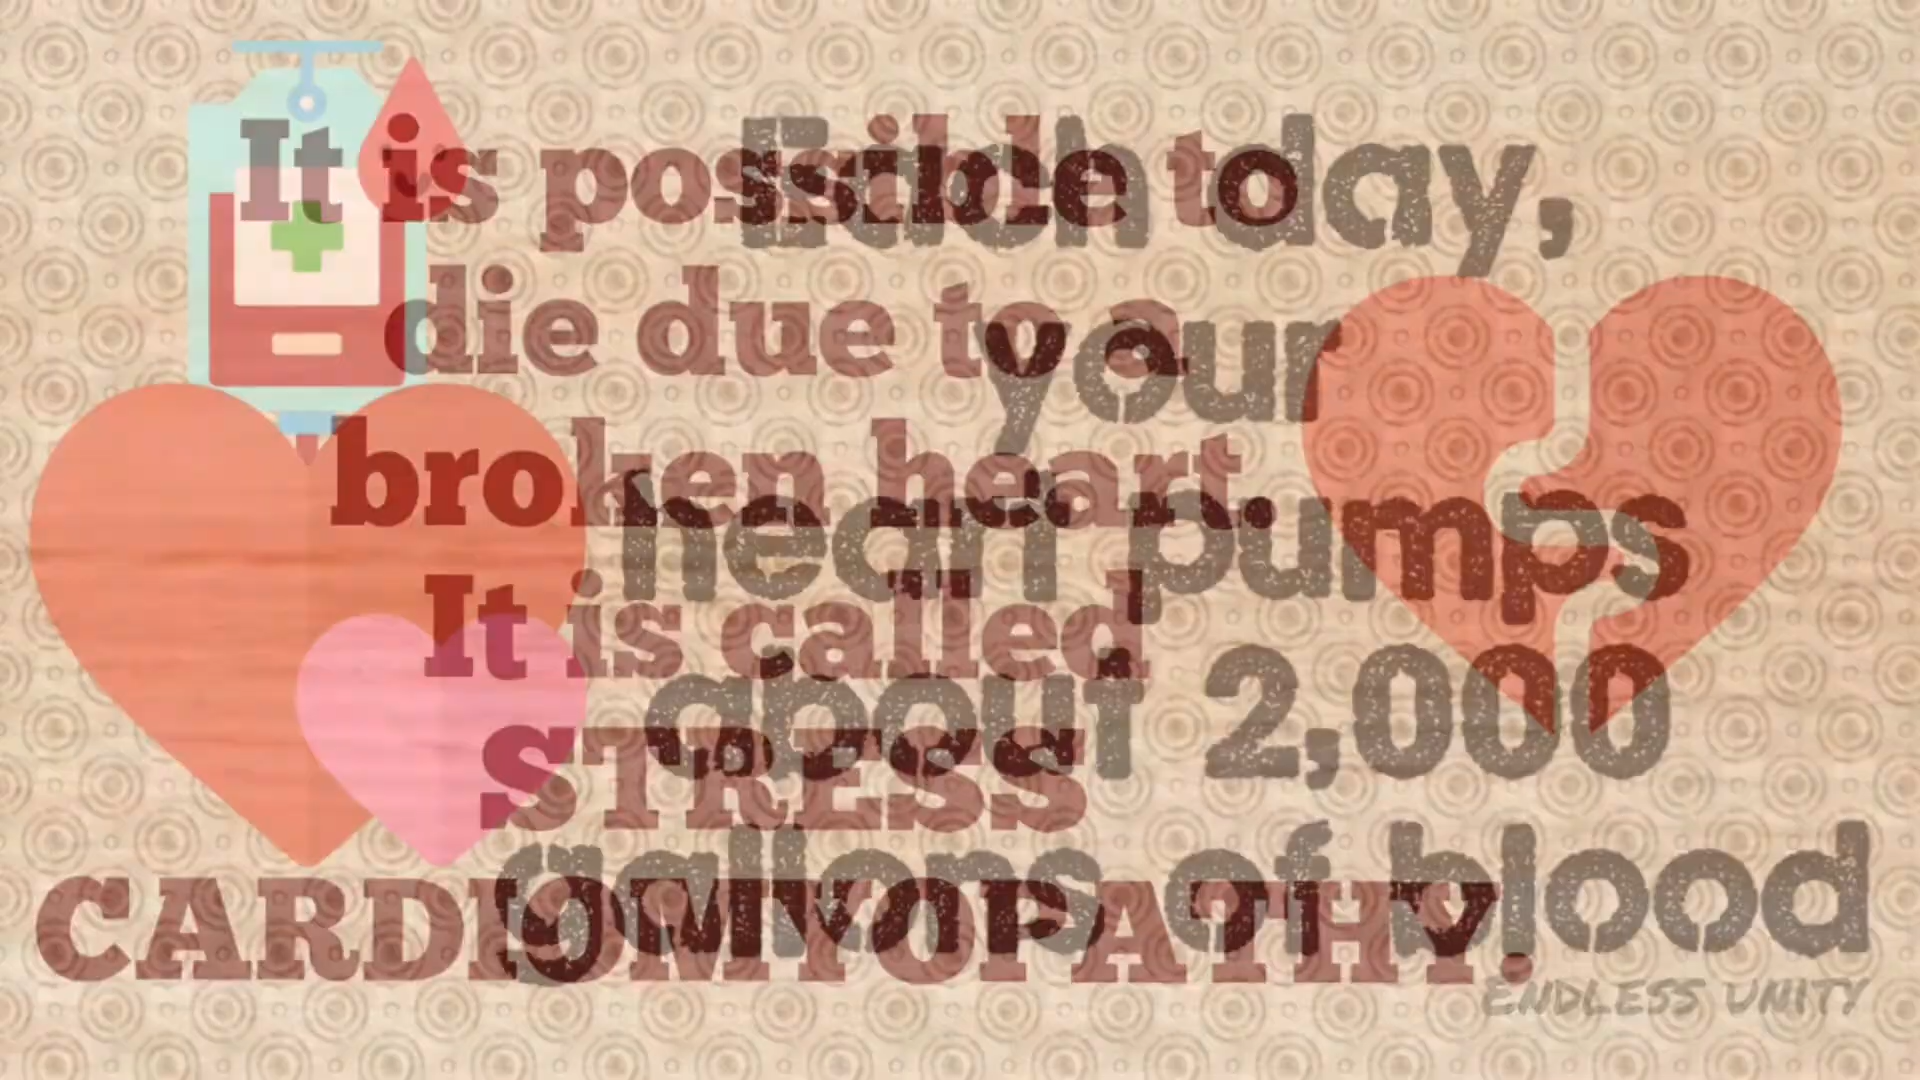 It is possible to
die due to a
broken heart.
It is called
STRESS
CARDIOMYOPATHY.
Each day,
your
heart pumps
about 2,000
gallons of blood
ENDLESS UNITY